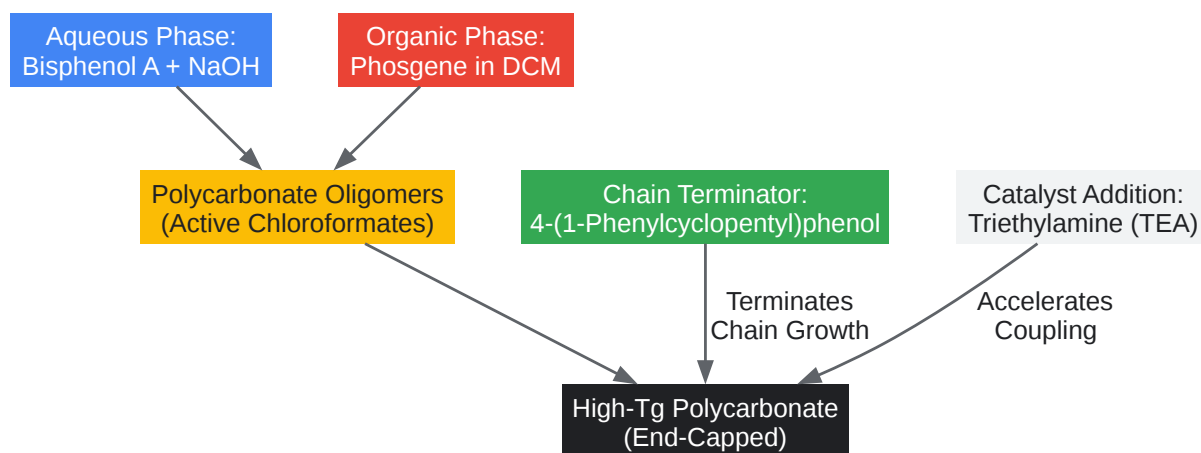 Aqueous Phase:
Bisphenol A + NaOH
Organic Phase:
Phosgene in DCM
Polycarbonate Oligomers
(Active Chloroformates)
Chain Terminator:
4-(1-Phenylcyclopentyl)phenol
Catalyst Addition:
Triethylamine (TEA)
Terminates
Chain Growth
Accelerates
Coupling
High-Tg Polycarbonate
(End-Capped)